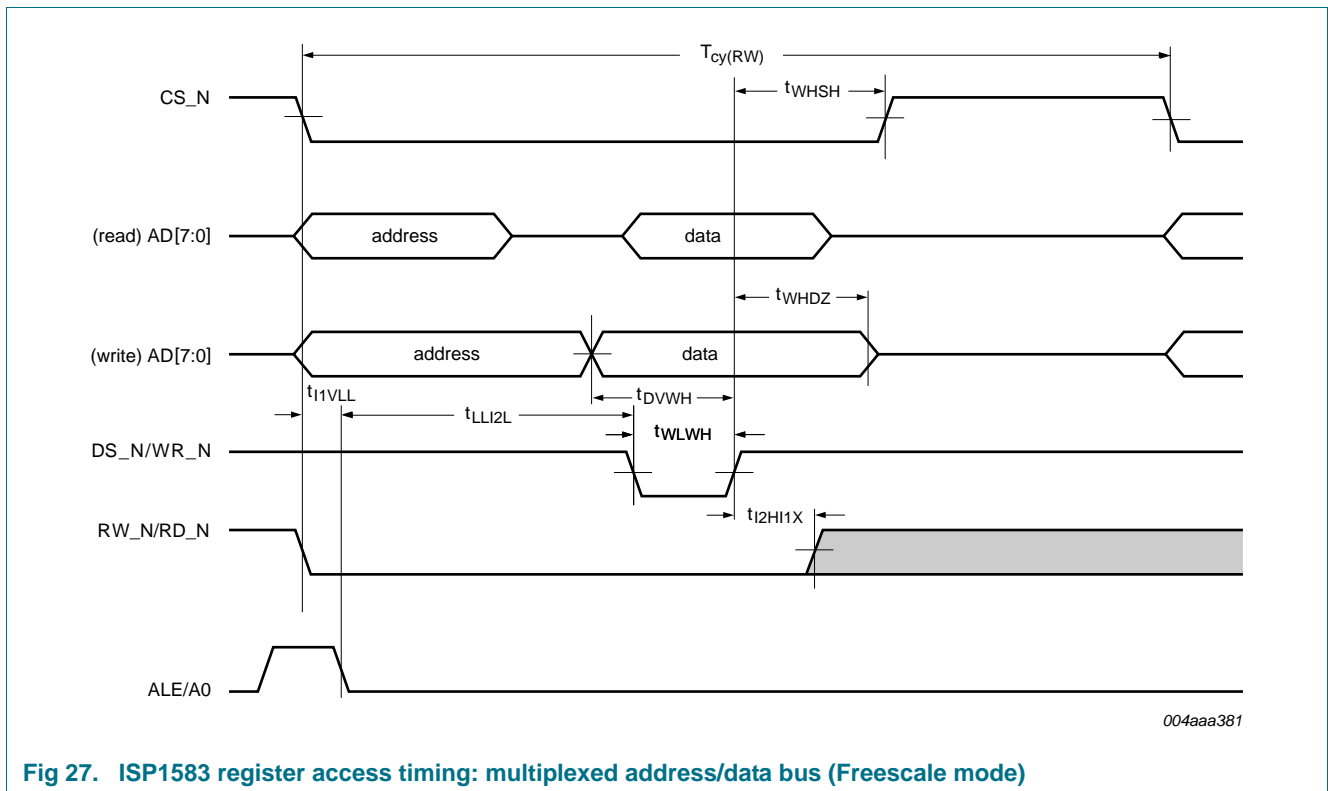 Tcy(RW)
CS_N
tWHSH
(read) AD[7:0]
address
data
tWHDZ
(write) AD[7:0]
address
data
tI1VLL
tLLI2L
tDVWH
DS_N/WR_N
tWLWH
RW_N/RD_N
tI2HI1X
ALE/A0
004aaa381
Fig 27. ISP1583 register access timing: multiplexed address/data bus (Freescale mode)